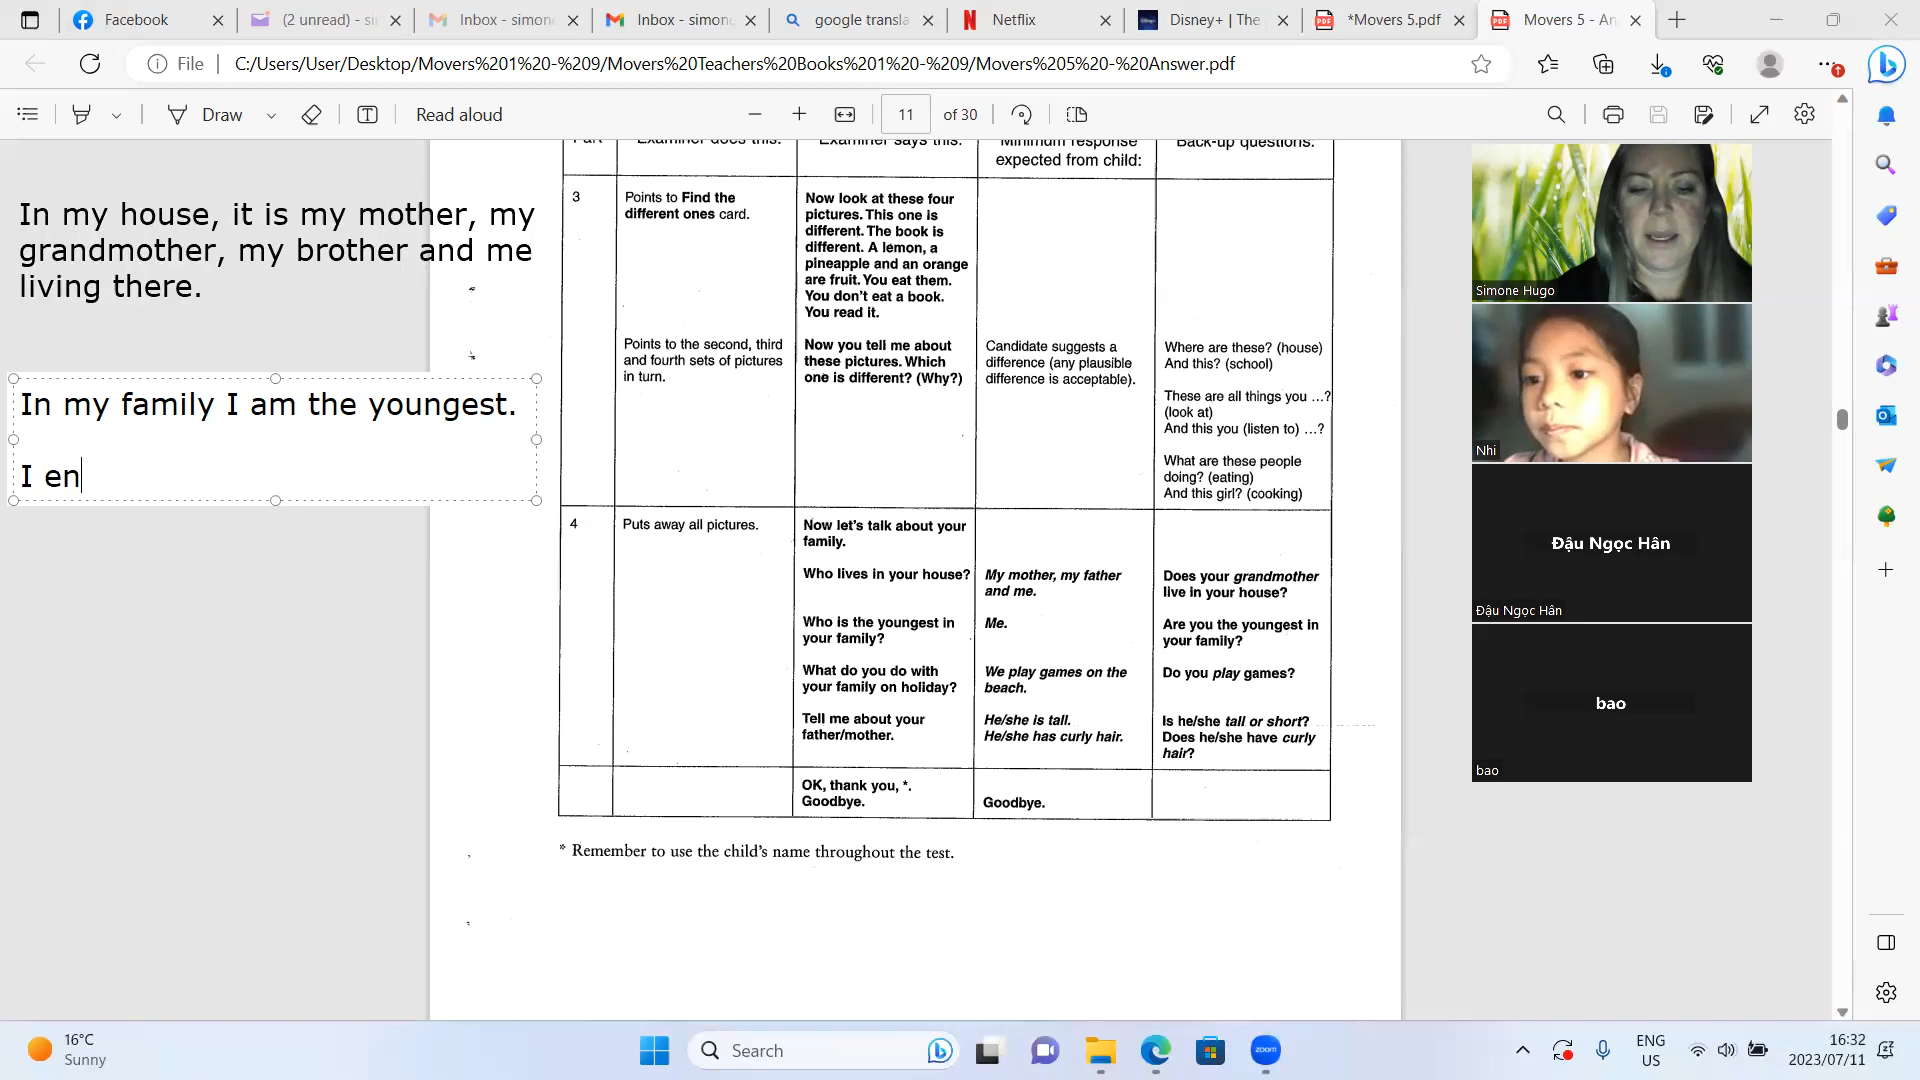 Facebook
(2 unread) - si
Inbox - simone
Inbox - simone
google transla
Netflix
Disney+ | The
*Movers 5.pdf
Movers 5 - An
File
C:/Users/User/Desktop/Movers%201%20-%209/Movers%20Teachers%20Books%201%20-%209/Movers%205%20-%20Answer.pdf
Draw
Read aloud
11
of 30
Examiner does this:
Examiner says this:
Minimum response
expected from child:
Back-up questions:
3
Points to Find the
different ones card.
Now look at these four
pictures. This one is
different. The book is
different. A lemon, a
pineapple and an orange
are fruit. You eat them.
You don't eat a book.
You read it.
Points to the second, third
and fourth sets of pictures
in turn.
Now you tell me about
these pictures. Which
one is different? (Why?)
Candidate suggests a
difference (any plausible
difference is acceptable).
Where are these? (house)
And this? (school)
These are all things you ...?
(look at)
And this you (listen to) ...?
What are these people
doing? (eating)
And this girl? (cooking)
4
Puts away all pictures.
Now let's talk about your
family.
Who lives in your house?
My mother, my father
and me.
Does your grandmother
live in your house?
Who is the youngest in
your family?
Me.
Are you the youngest in
your family?
What do you do with
your family on holiday?
We play games on the
beach.
Do you play games?
Tell me about your
father/mother.
He/she is tall.
He/she has curly hair.
Is he/she tall or short?
Does he/she have curly
hair?
OK, thank you, *.
Goodbye.
Goodbye.
* Remember to use the child's name throughout the test.
In my house, it is my mother, my
grandmother, my brother and me
living there.
In my family I am the youngest.
I en
Simone Hugo
Nhi
Đậu Ngọc Hân
Đậu Ngọc Hân
bao
bao
16°C
Sunny
Search
zoom
ENG
US
16:32
2023/07/11